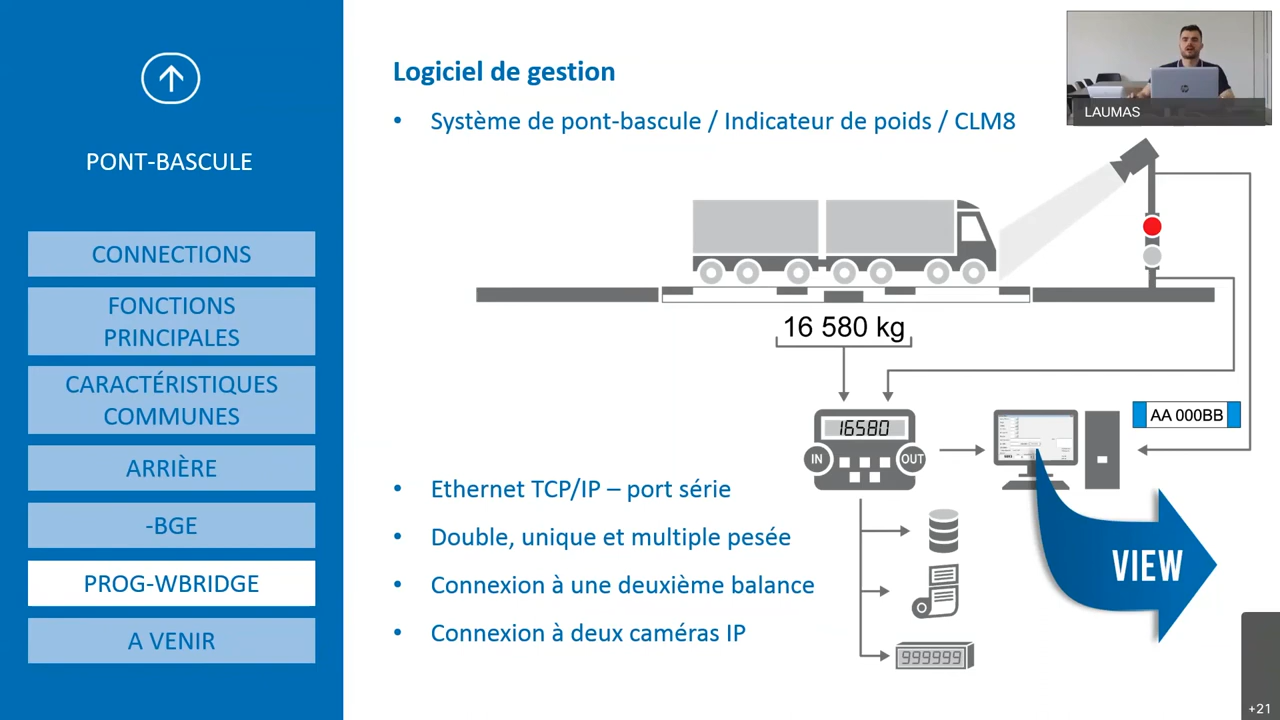 PONT-BASCULE
CONNECTIONS
FONCTIONS
PRINCIPALES
CARACTÉRISTIQUES
COMMUNES
ARRIÈRE
-BGE
PROG-WBRIDGE
A VENIR
Logiciel de gestion
• Système de pont-bascule / Indicateur de poids / CLM8
LAUMAS
16 580 kg
16580
IN
OUT
AA 000BB
• Ethernet TCP/IP – port série
• Double, unique et multiple pesée
• Connexion à une deuxième balance
• Connexion à deux caméras IP
VIEW
999999
+21